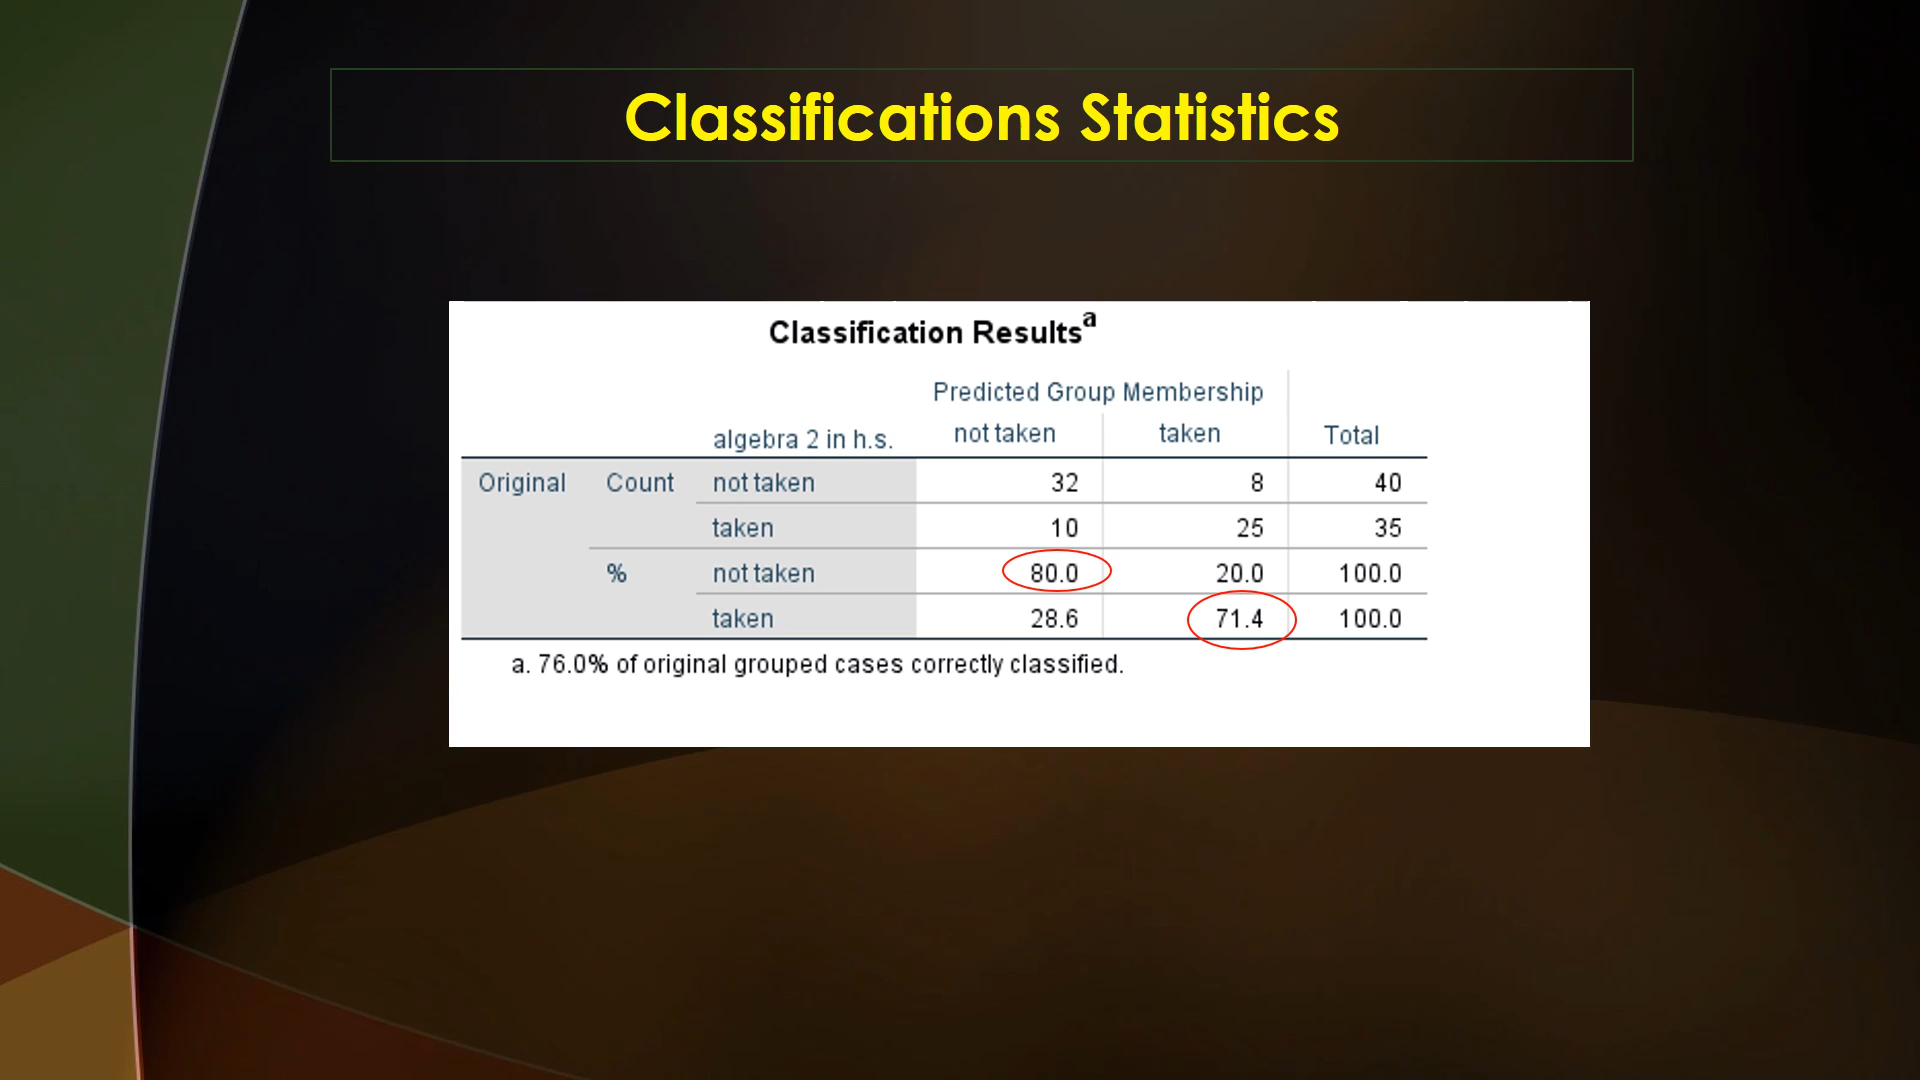 Classifications Statistics
Classification Resultsa
Predicted Group Membership
algebra 2 in h.s. not taken taken Total
Original Count not taken 32 8 40
taken 10 25 35
% not taken 80.0 20.0 100.0
taken 28.6 71.4 100.0
a. 76.0% of original grouped cases correctly classified.